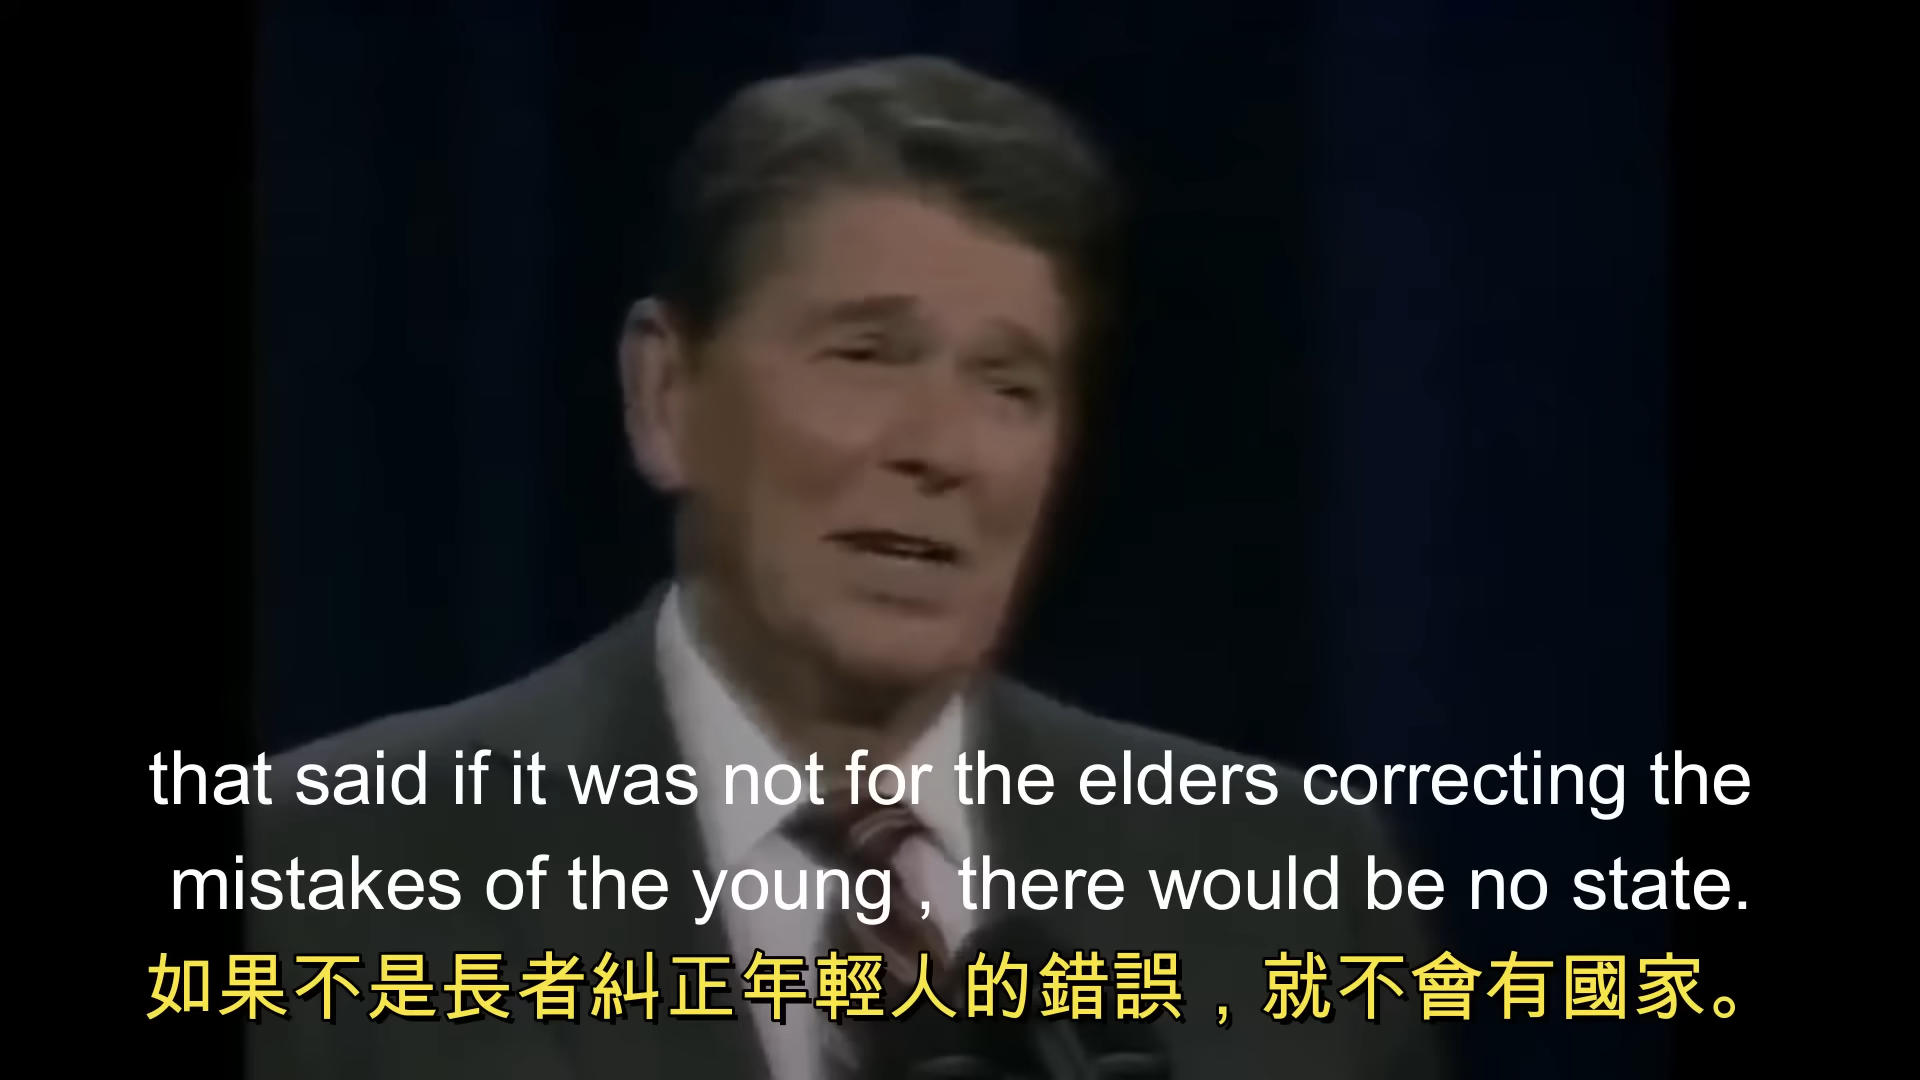 that said if it was not for the elders correcting the
mistakes of the young , there would be no state.
如果不是長者糾正年輕人的錯誤，就不會有國家。